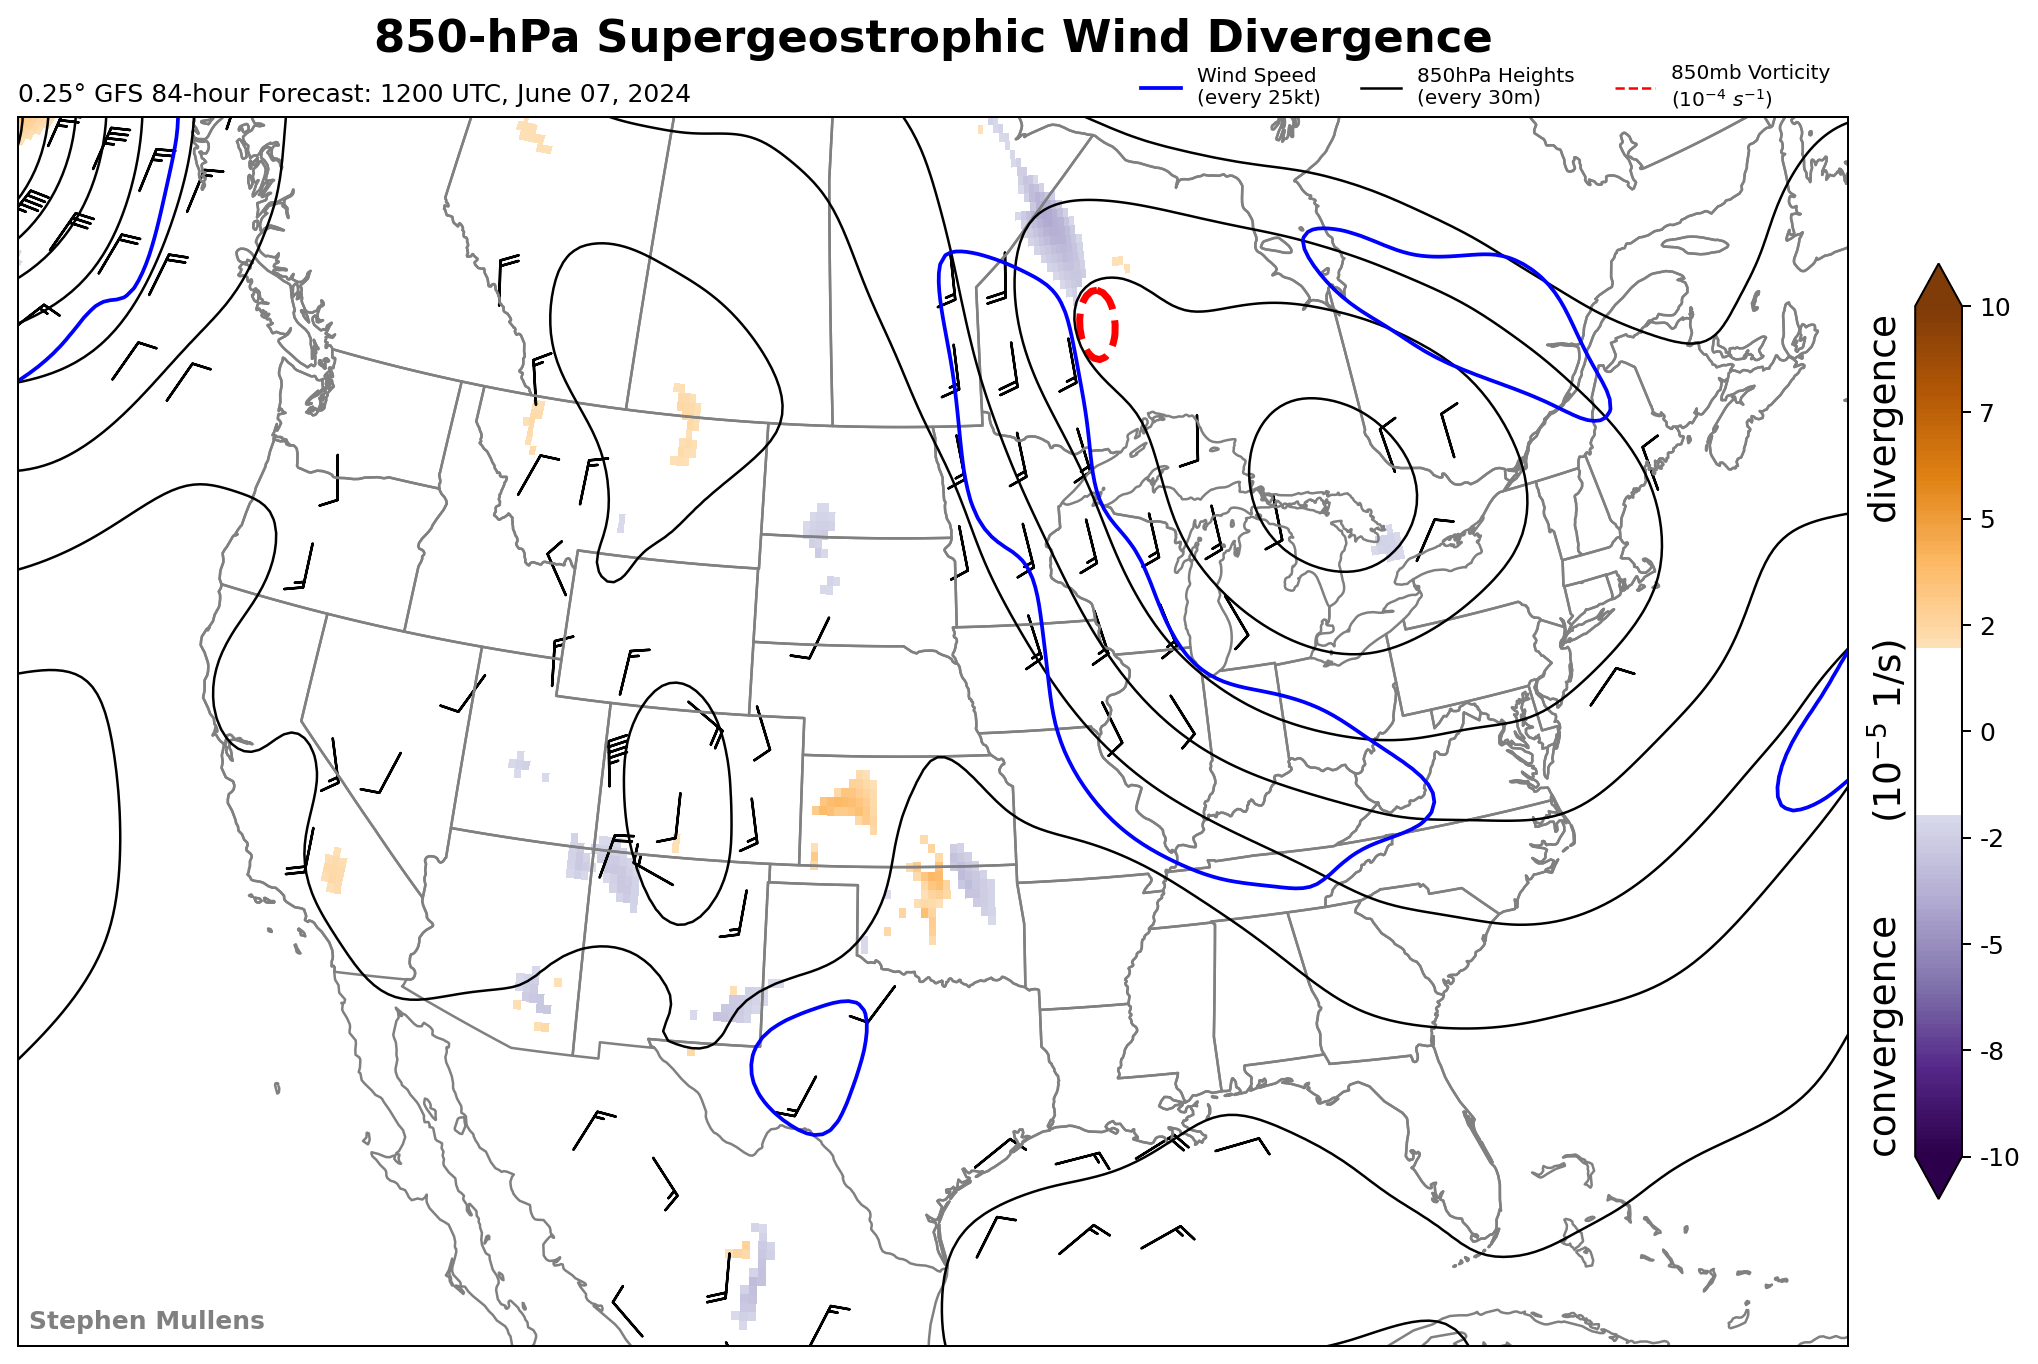 850-hPa Supergeostrophic Wind Divergence
0.25° GFS 84-hour Forecast: 1200 UTC, June 07, 2024
Wind Speed
(every 25kt)
850hPa Heights
(every 30m)
850mb Vorticity
(10⁻⁴ s⁻¹)
convergence (10⁻⁵ 1/s) divergence
10
7
5
2
0
-2
-5
-8
-10
Stephen Mullens